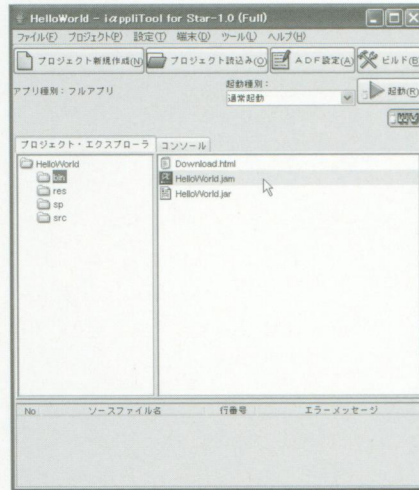 HelloWorld - iαppliTool for Star-1.0 (Full)
ファイル(F) プロジェクト(P) 設定(T) 端末(D) ツール(L) ヘルプ(H)
プロジェクト新規作成(N) プロジェクト読込み(O) ADF設定(A) ビルド(B
アプリ種別:フルアプリ
起動種別:
通常起動
起動(R)
プロジェクト・エクスプローラ コンソール
HelloWorld
bin
res
sp
src
Download.html
HelloWorld.jam
HelloWorld.jar
No ソースファイル名 行番号 エラーメッセージ